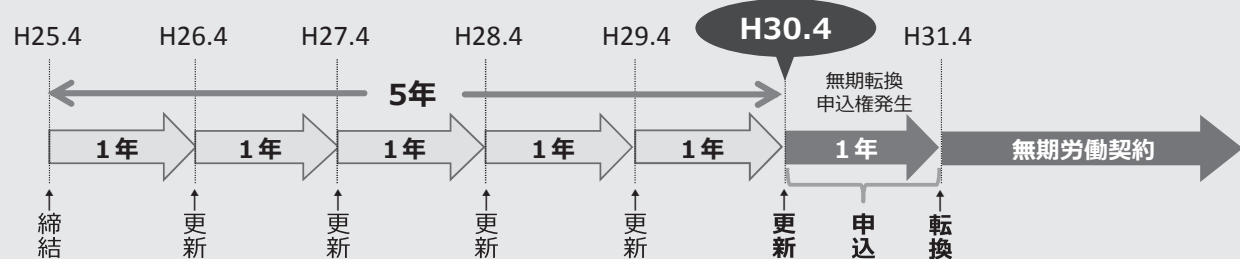 H25.4 H26.4 H27.4 H28.4 H29.4 H30.4 H31.4
5年
無期転換
申込権発生
1年 1年 1年 1年 1年 1年 無期労働契約
締結 更新 更新 更新 更新 更新 申込 転換